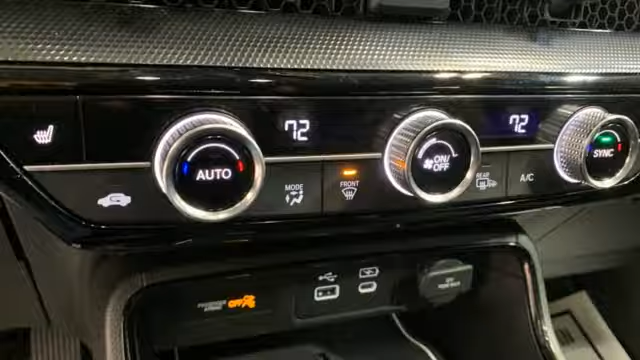 72
72
AUTO
ON/
OFF
SYNC
MODE
FRONT
REAR
A/C
PASSENGER
AIRBAG
OFF